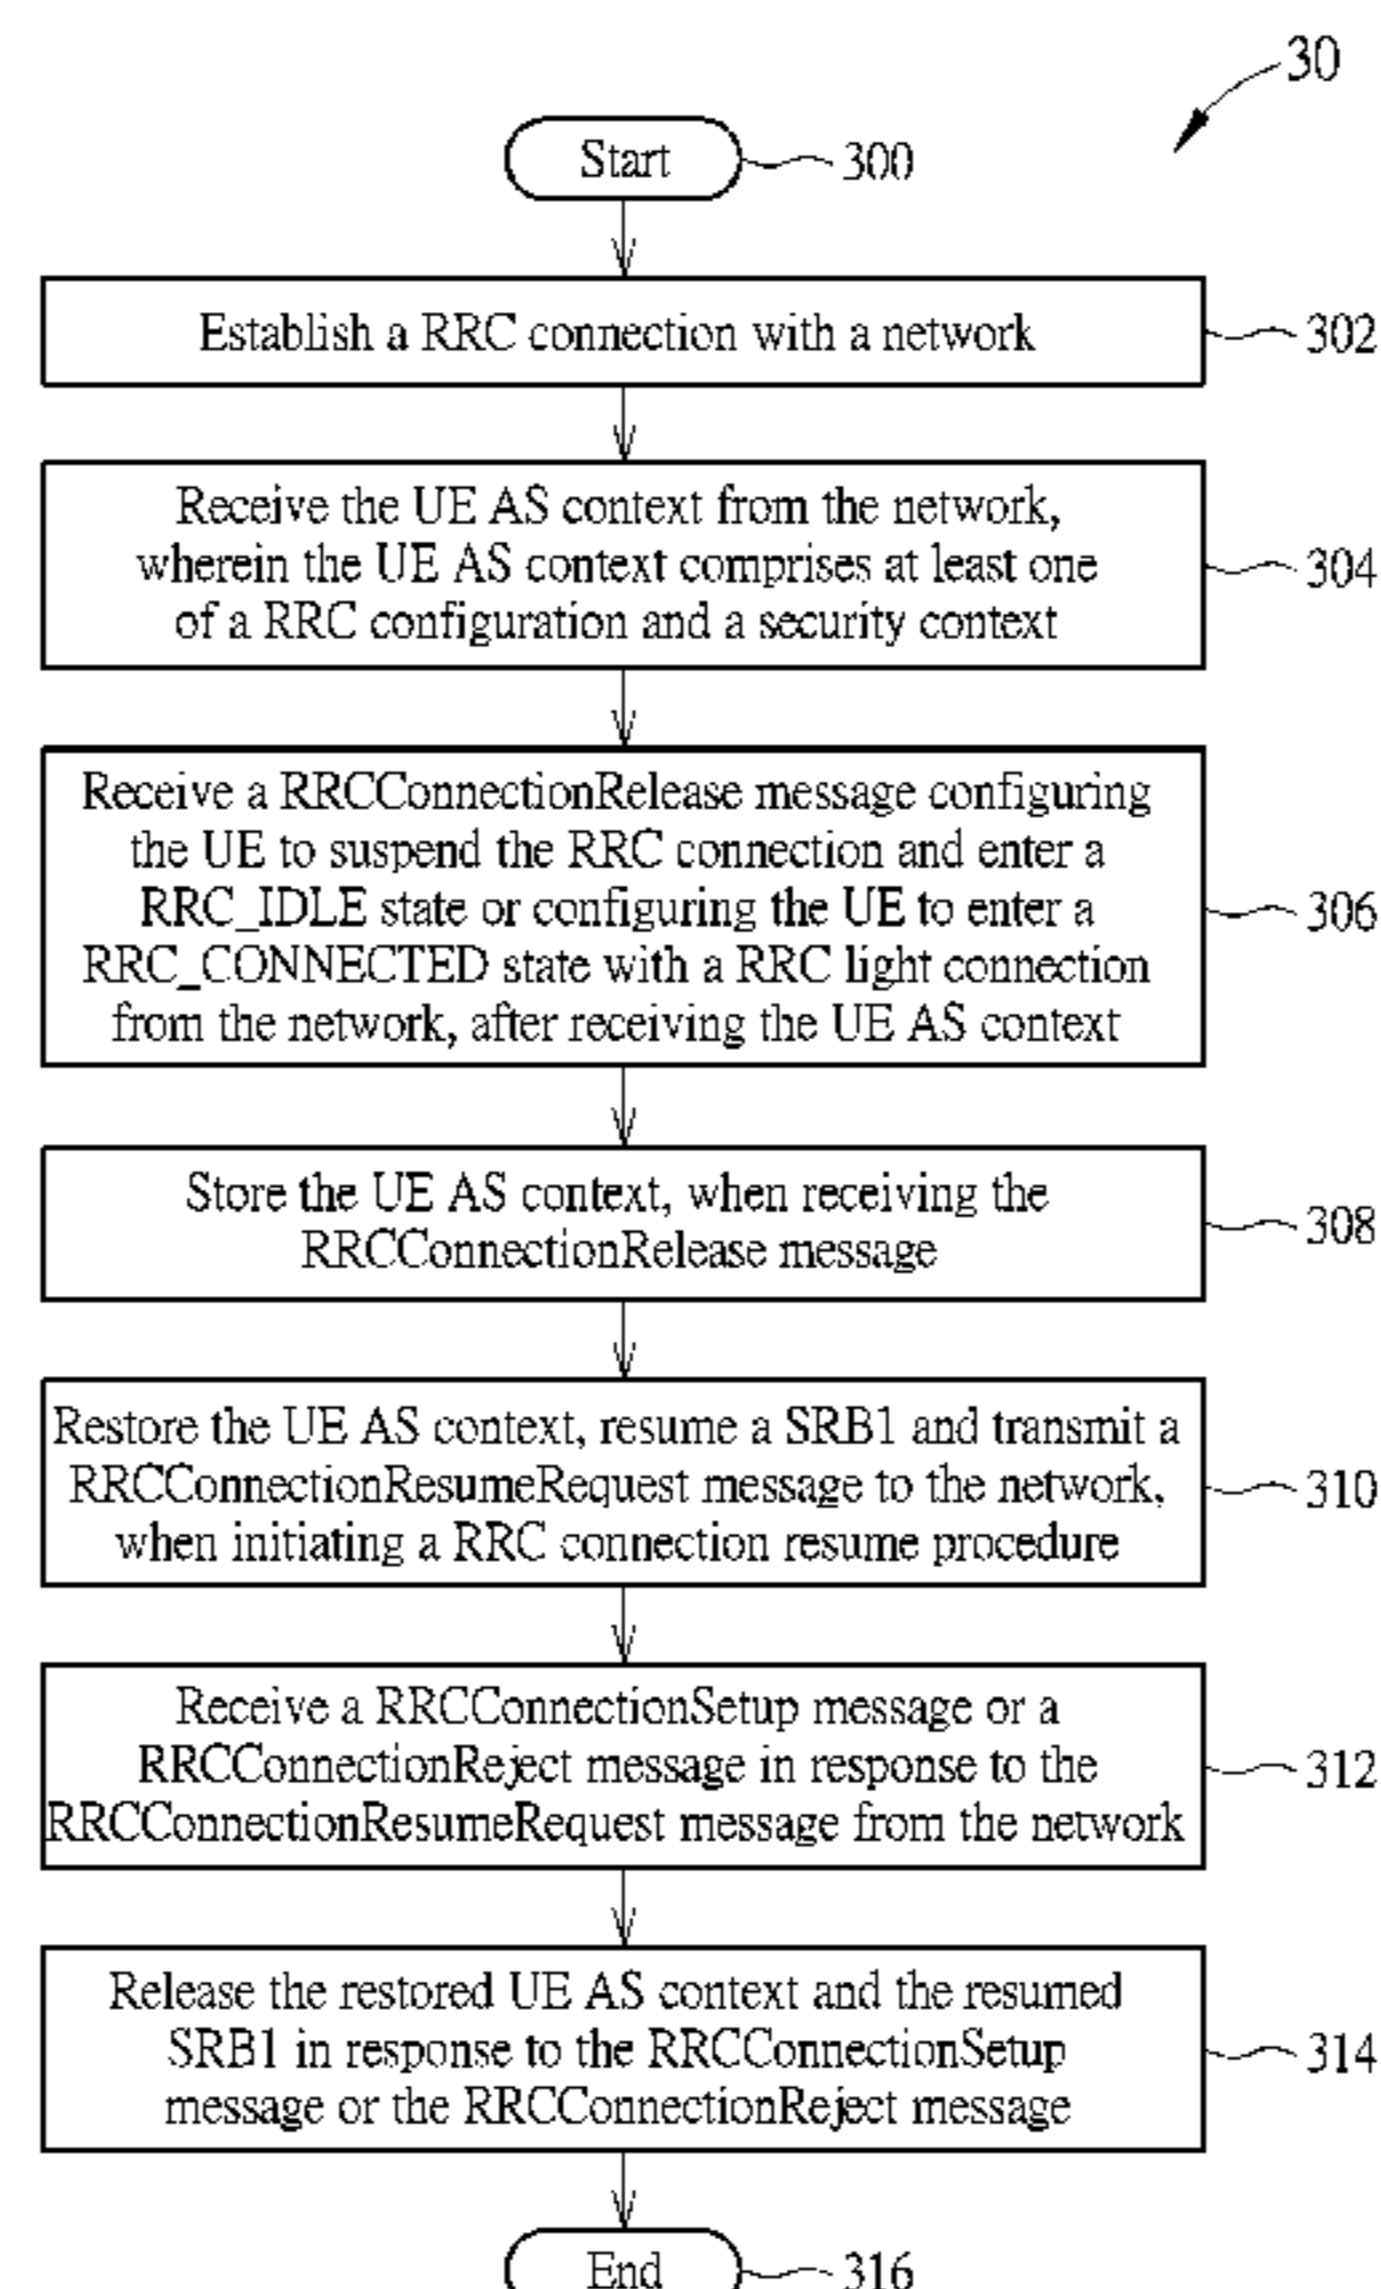 30
Start
300
Establish a RRC connection with a network
302
Receive the UE AS context from the network,
wherein the UE AS context comprises at least one
of a RRC configuration and a security context
304
Receive a RRCConnectionRelease message configuring
the UE to suspend the RRC connection and enter a
RRC_IDLE state or configuring the UE to enter a
RRC_CONNECTED state with a RRC light connection
from the network, after receiving the UE AS context
306
Store the UE AS context, when receiving the
RRCConnectionRelease message
308
Restore the UE AS context, resume a SRB1 and transmit a
RRCConnectionResumeRequest message to the network,
when initiating a RRC connection resume procedure
310
Receive a RRCConnectionSetup message or a
RRCConnectionReject message in response to the
RRCConnectionResumeRequest message from the network
312
Release the restored UE AS context and the resumed
SRB1 in response to the RRCConnectionSetup
message or the RRCConnectionReject message
314
End
316